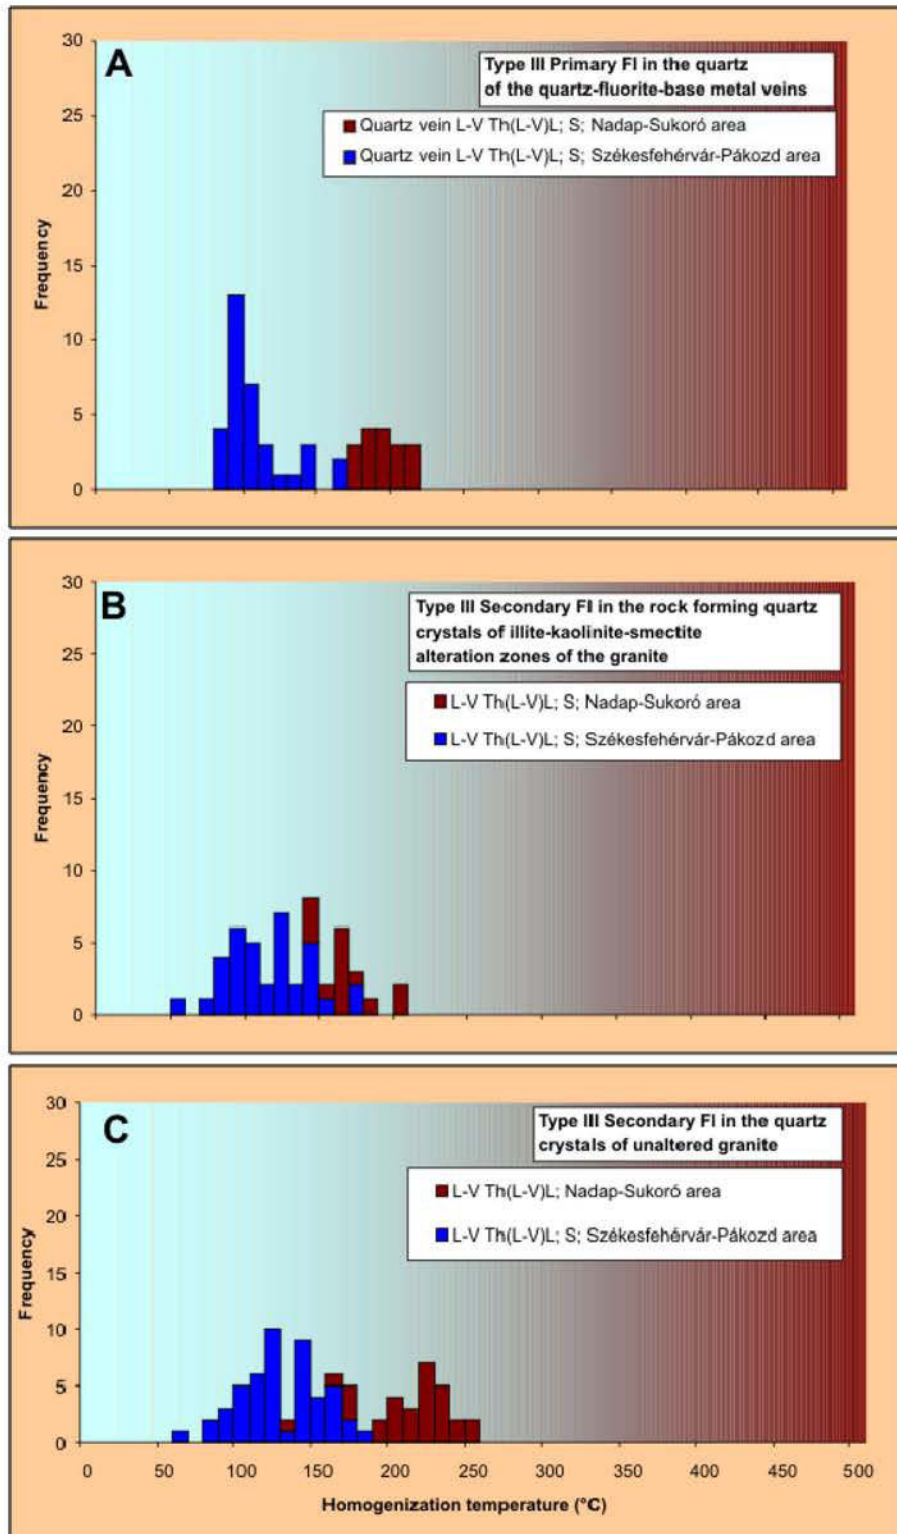 A
Type III Primary FI in the quartz
of the quartz-fluorite-base metal veins
Quartz vein L-V Th(L-V)L; S; Nadap-Sukoró area
Quartz vein L-V Th(L-V)L; S; Székesfehérvár-Pákozd area
30
25
20
15
10
5
0
Frequency
B
Type III Secondary FI in the rock forming quartz
crystals of illite-kaolinite-smectite
alteration zones of the granite
L-V Th(L-V)L; S; Nadap-Sukoró area
L-V Th(L-V)L; S; Székesfehérvár-Pákozd area
30
25
20
15
10
5
0
Frequency
C
Type III Secondary FI in the quartz
crystals of unaltered granite
L-V Th(L-V)L; Nadap-Sukoró area
L-V Th(L-V)L; S; Székesfehérvár-Pákozd area
30
25
20
15
10
5
0
Frequency
0 50 100 150 200 250 300 350 400 450 500
Homogenization temperature (°C)